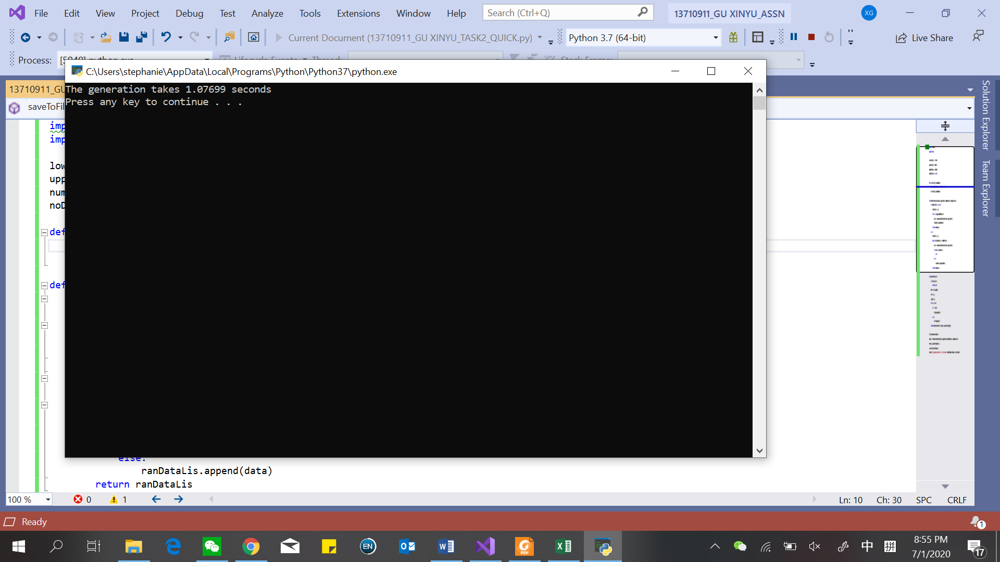 File Edit View Project Debug Test Analyze Tools Extensions Window Help Search (Ctrl+Q) 13710911_GU XINYU_ASSN XG
Current Document (13710911_GU XINYU_TASK2_QUICK.py) Python 3.7 (64-bit) Live Share
Process:
C:\Users\stephanie\AppData\Local\Programs\Python\Python37\python.exe
13710911_GU
The generation takes 1.07699 seconds
Press any key to continue . . .
saveToFil
imp
imp
low
upp
num
noD
def
def
else:
ranDataLis.append(data)
return ranDataLis
Solution Explorer
Team Explorer
100 % 0 1 Ln: 10 Ch: 30 SPC CRLF
Ready 1
EN PDF 中 拼 8:55 PM
7/1/2020 17